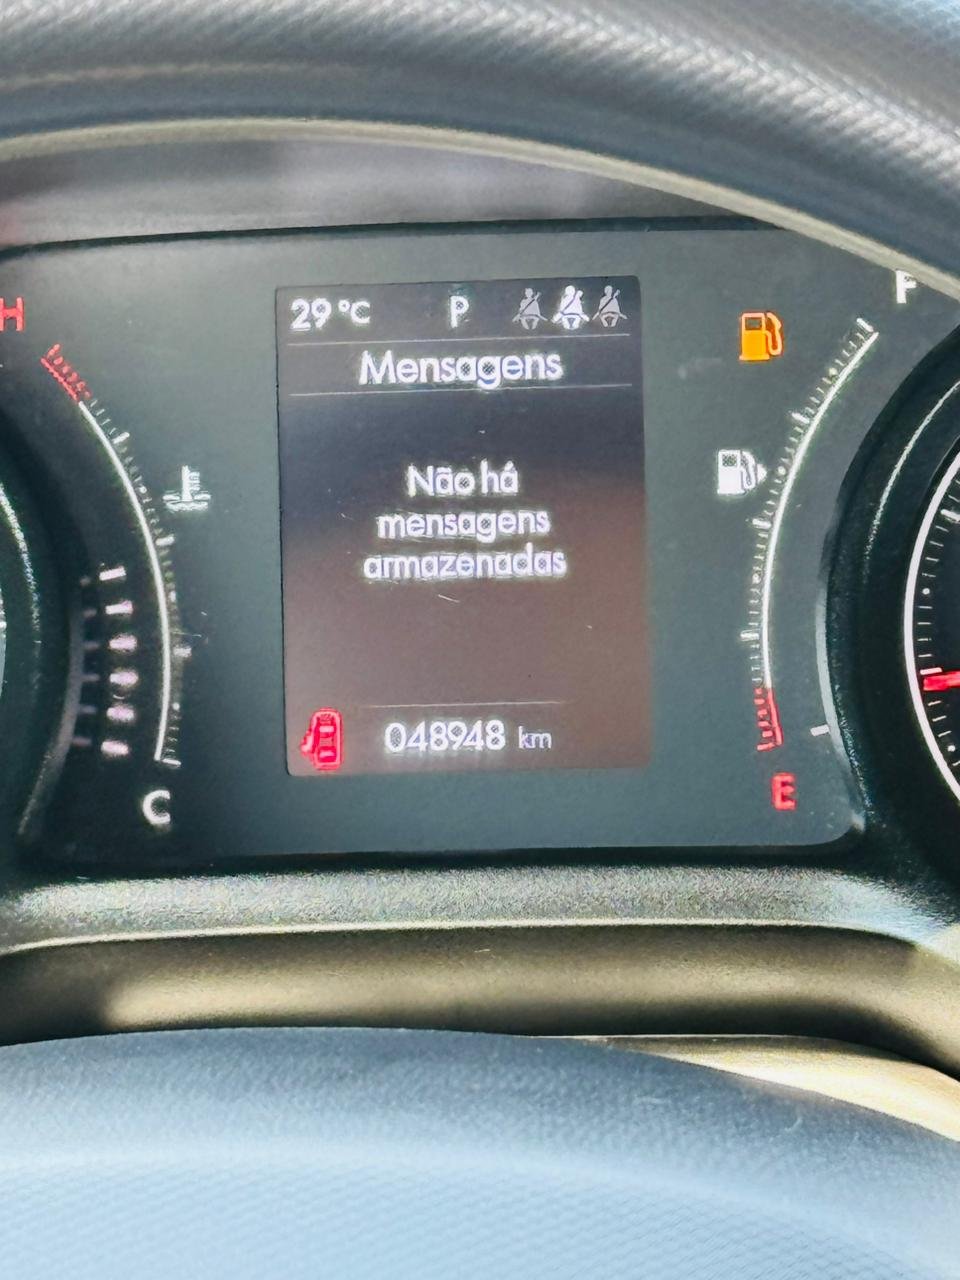 29 °C P
Mensagens
Não há
mensagens
armazenadas
048948 km
H
C
F
E